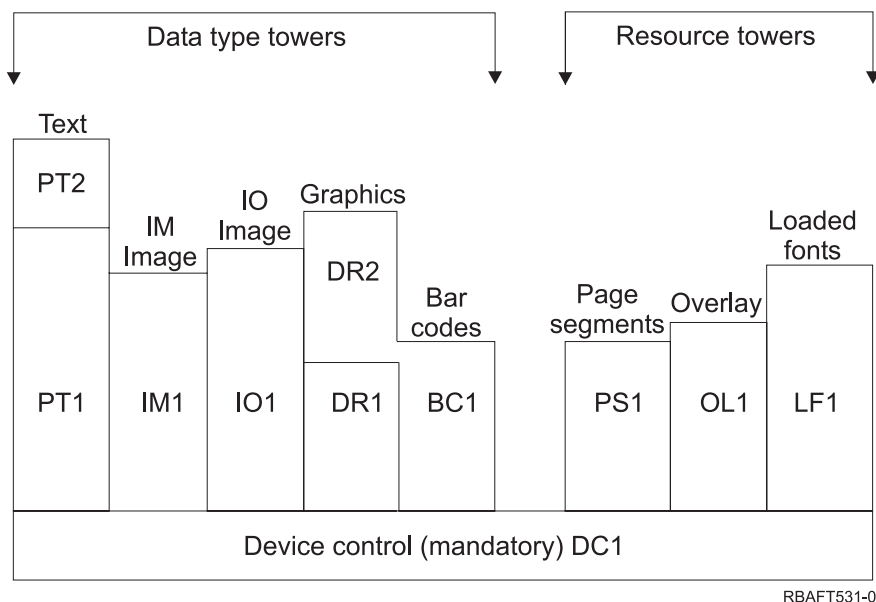 Data type towers
Resource towers
Text
PT2
PT1
IM
Image
IM1
IO
Image
IO1
Graphics
DR2
DR1
Bar
codes
BC1
Page
segments
PS1
Overlay
OL1
Loaded
fonts
LF1
Device control (mandatory) DC1
RBAFT531-0